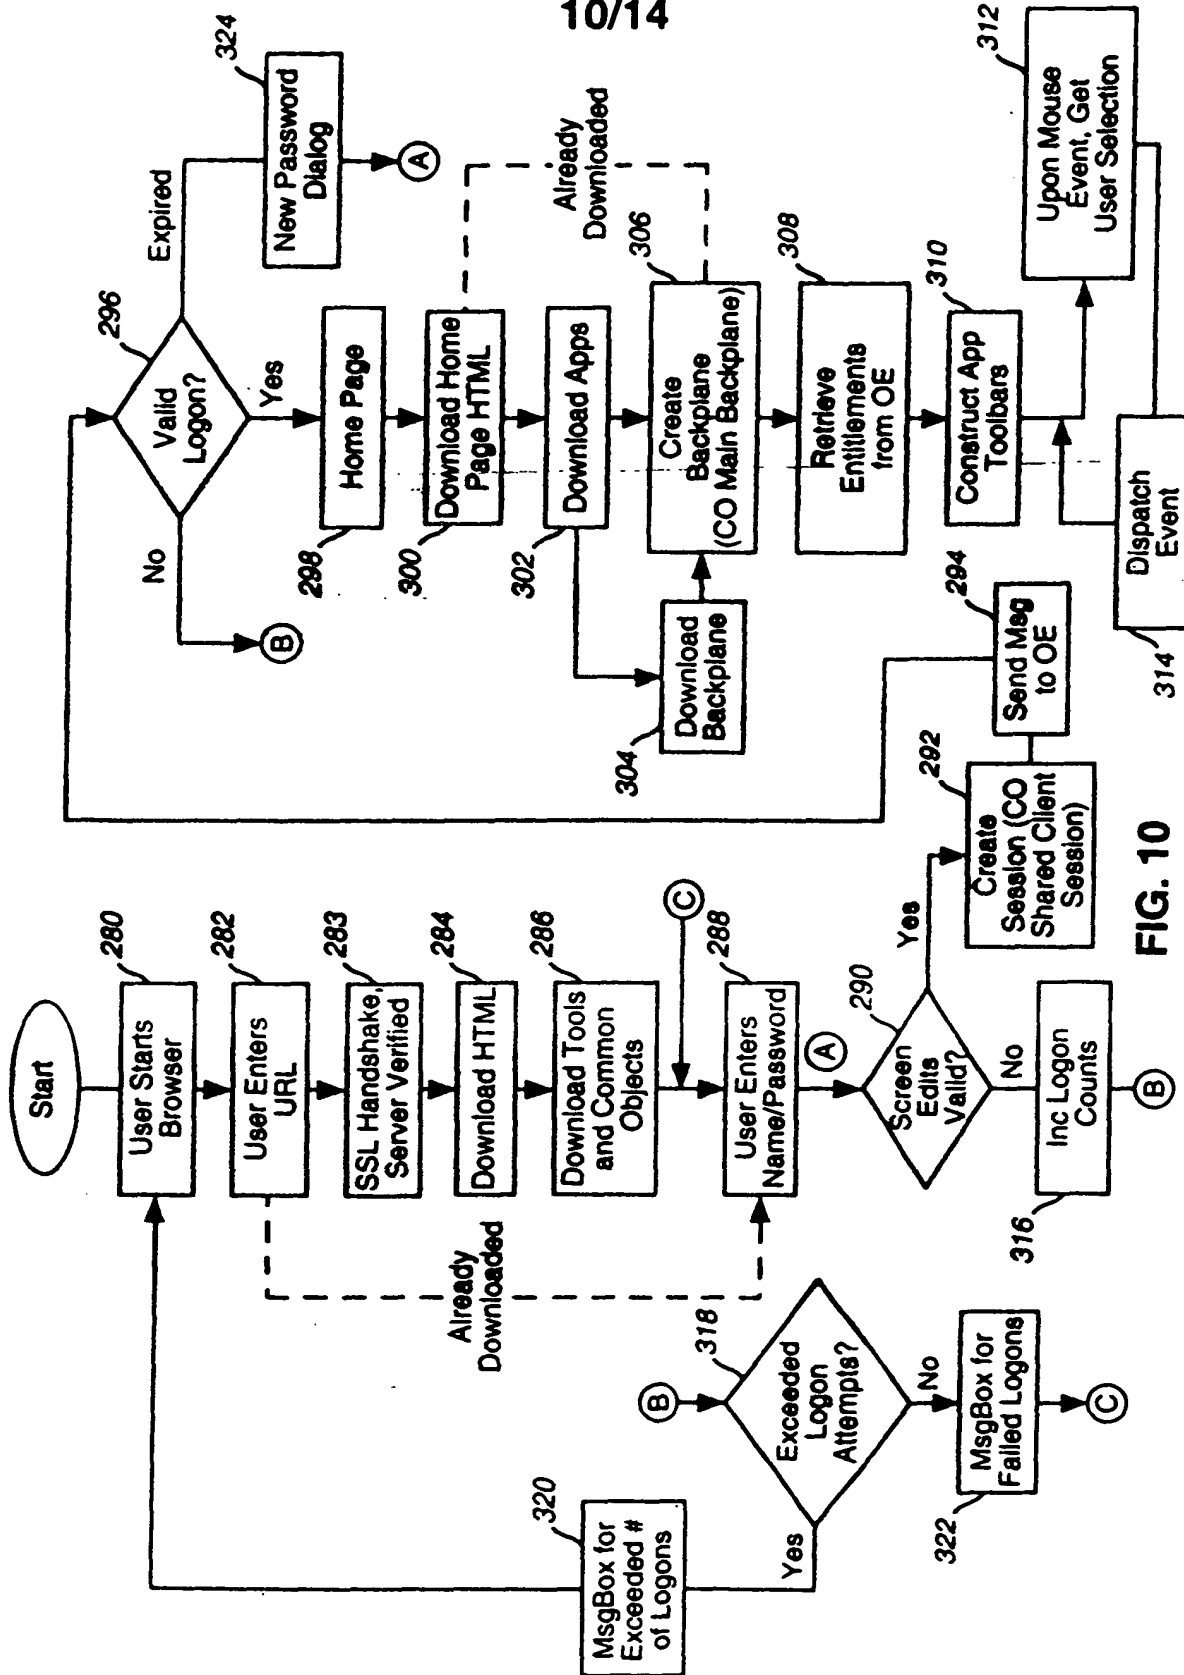 10/14
Start
280
User Starts
Browser
282
User Enters
URL
283
SSL Handshake,
Server Verified
284
Download HTML
286
Download Tools
and Common
Objects
C
Already
Downloaded
288
User Enters
Name/Password
A
290
Screen
Edits
Valid?
Yes
No
316
Inc Logon
Counts
B
292
Create
Session (CO
Shared Client
Session)
294
Send Msg
to OE
B
318
Exceeded
Logon
Attempts?
Yes
No
320
MsgBox for
Exceeded #
of Logons
322
MsgBox for
Failed Logons
C
296
Valid
Logon?
No
B
Expired
324
New Password
Dialog
A
Yes
298
Home Page
300
Download Home
Page HTML
302
Download Apps
Already
Downloaded
304
Download
Backplane
306
Create
Backplane
(CO Main Backplane)
308
Retrieve
Entitlements
from OE
310
Construct App
Toolbars
312
Upon Mouse
Event, Get
User Selection
314
Dispatch
Event
FIG. 10